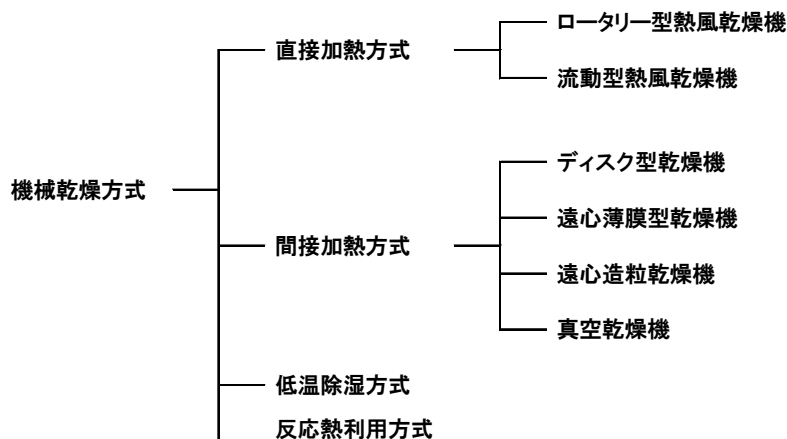 機械乾燥方式
直接加熱方式
ロータリー型熱風乾燥機
流動型熱風乾燥機
間接加熱方式
ディスク型乾燥機
遠心薄膜型乾燥機
遠心造粒乾燥機
真空乾燥機
低温除湿方式
反応熱利用方式